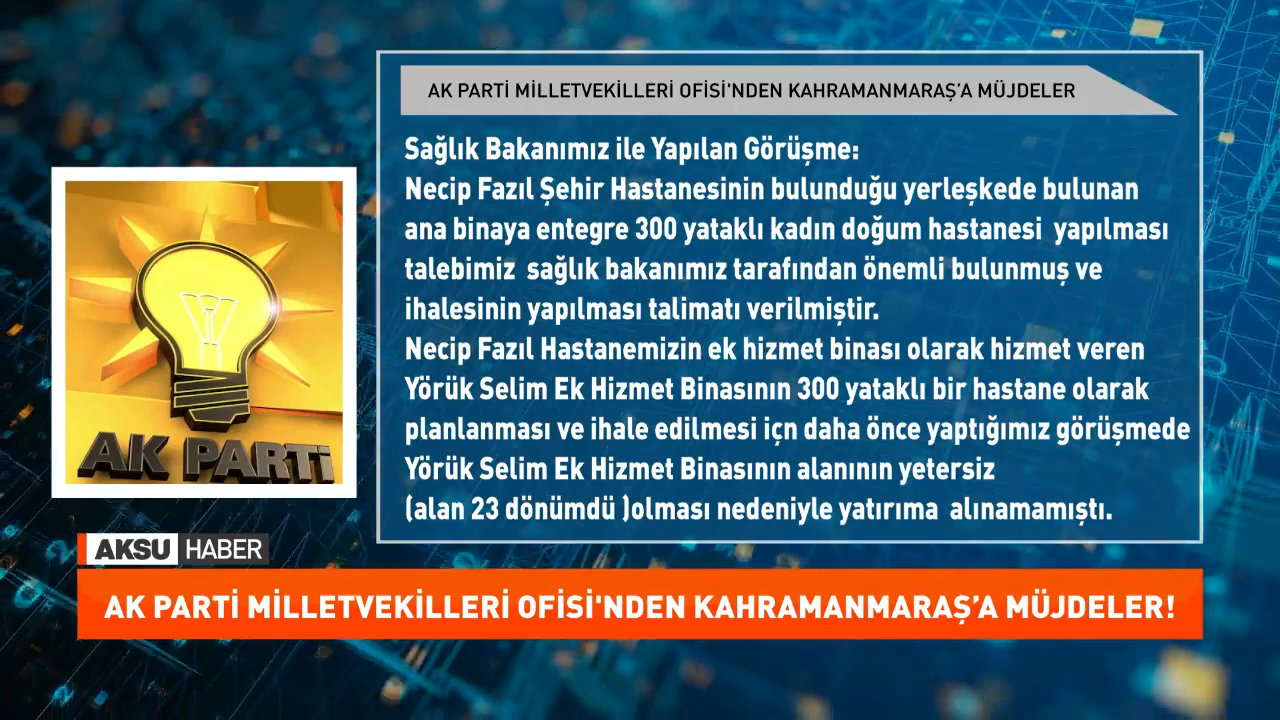 AK PARTİ MİLLETVEKİLLERİ OFİSİ'NDEN KAHRAMANMARAŞ’A MÜJDELER
Sağlık Bakanımız ile Yapılan Görüşme:
Necip Fazıl Şehir Hastanesinin bulunduğu yerleşkede bulunan
ana binaya entegre 300 yataklı kadın doğum hastanesi  yapılması
talebimiz  sağlık bakanımız tarafından önemli bulunmuş ve
ihalesinin yapılması talimatı verilmiştir.
Necip Fazıl Hastanemizin ek hizmet binası olarak hizmet veren
Yörük Selim Ek Hizmet Binasının 300 yataklı bir hastane olarak
planlanması ve ihale edilmesi içn daha önce yaptığımız görüşmede
Yörük Selim Ek Hizmet Binasının alanının yetersiz
(alan 23 dönümdü )olması nedeniyle yatırıma  alınamamıştı.
AK PARTİ
AKSU HABER
AK PARTİ MİLLETVEKİLLERİ OFİSİ'NDEN KAHRAMANMARAŞ’A MÜJDELER!